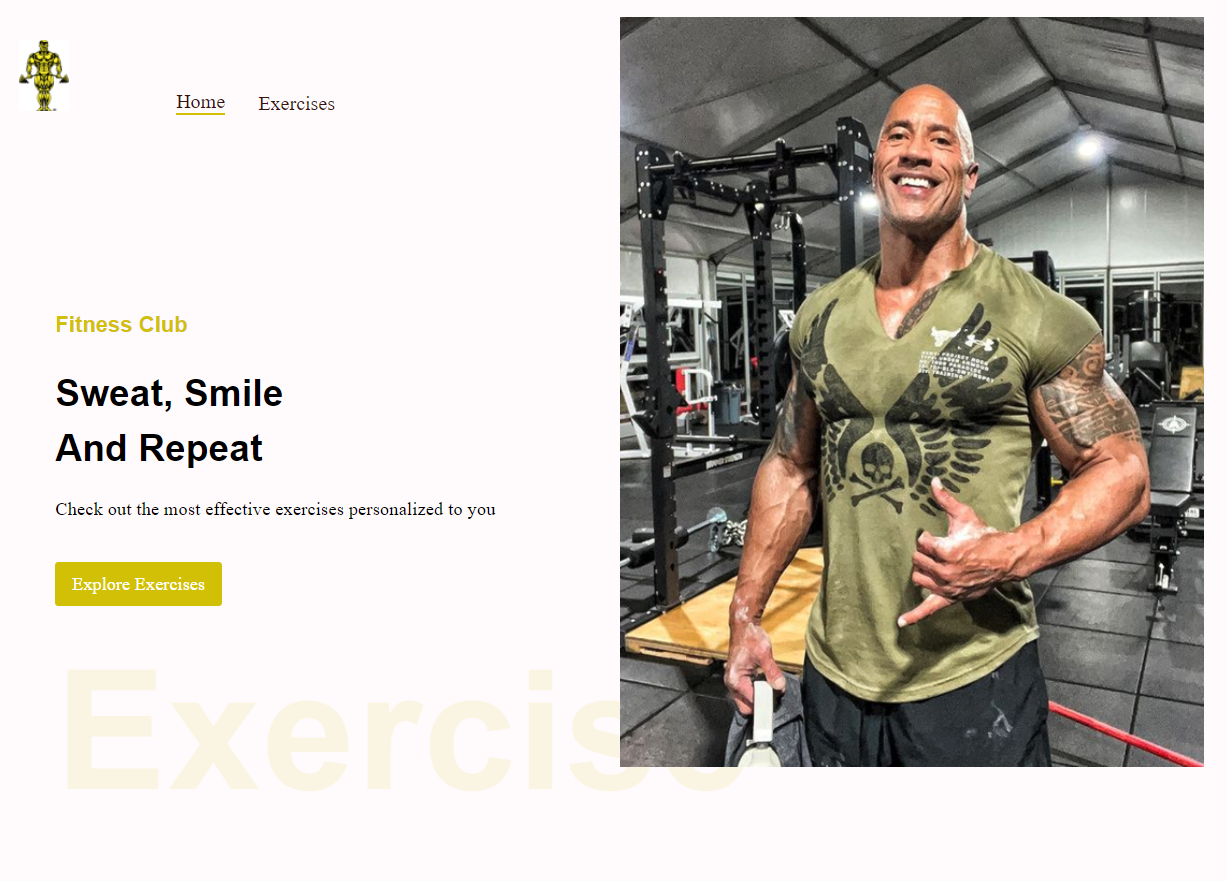 Home
Exercises
Fitness Club
Sweat, Smile
And Repeat
Check out the most effective exercises personalized to you
Explore Exercises
Exercise